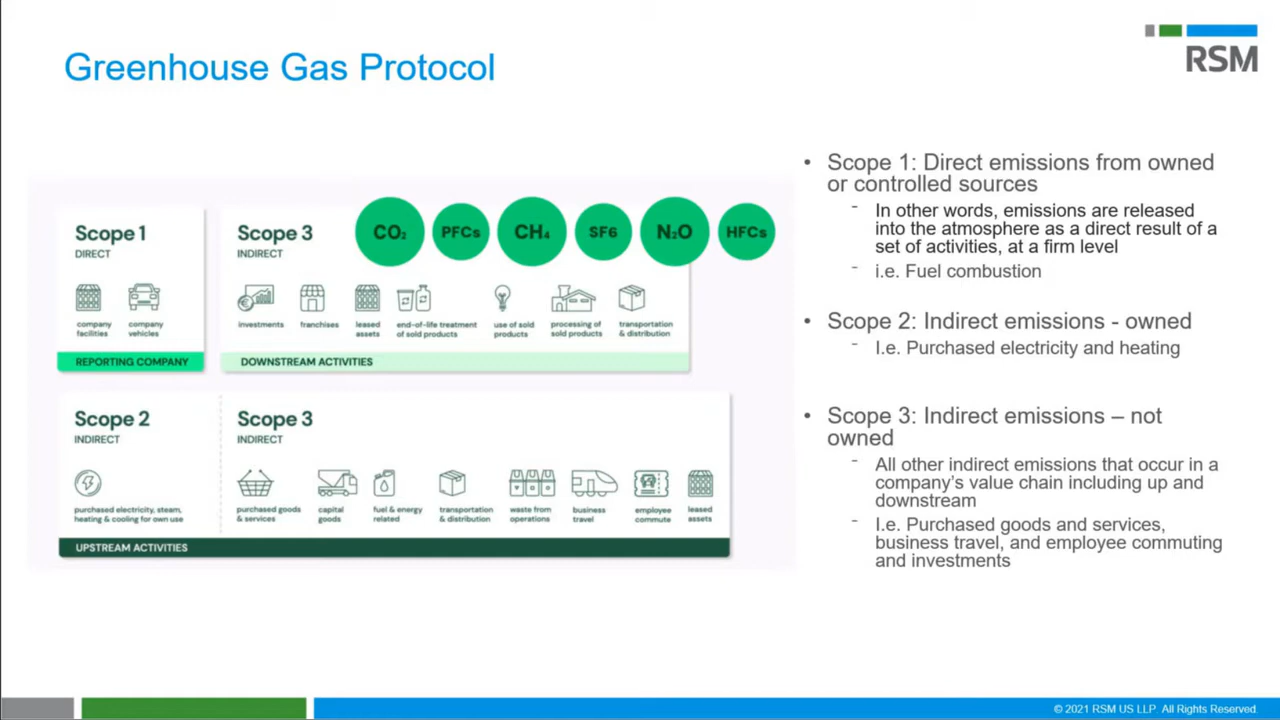 Greenhouse Gas Protocol
RSM
Scope 1
DIRECT
company
facilities
company
vehicles
REPORTING COMPANY
Scope 3
INDIRECT
CO₂
PFCs
CH₄
SF6
N₂O
HFCs
investments
franchises
leased
assets
end-of-life treatment
of sold products
use of sold
products
processing of
sold products
transportation
& distribution
DOWNSTREAM ACTIVITIES
Scope 2
INDIRECT
purchased electricity, steam,
heating & cooling for own use
Scope 3
INDIRECT
purchased goods
& services
capital
goods
fuel & energy
related
transportation
& distribution
waste from
operations
business
travel
employee
commute
leased
assets
UPSTREAM ACTIVITIES
• Scope 1: Direct emissions from owned
or controlled sources
- In other words, emissions are released
into the atmosphere as a direct result of a
set of activities, at a firm level
- i.e. Fuel combustion
• Scope 2: Indirect emissions - owned
- I.e. Purchased electricity and heating
• Scope 3: Indirect emissions – not
owned
- All other indirect emissions that occur in a
company's value chain including up and
downstream
- I.e. Purchased goods and services,
business travel, and employee commuting
and investments
© 2021 RSM US LLP. All Rights Reserved.